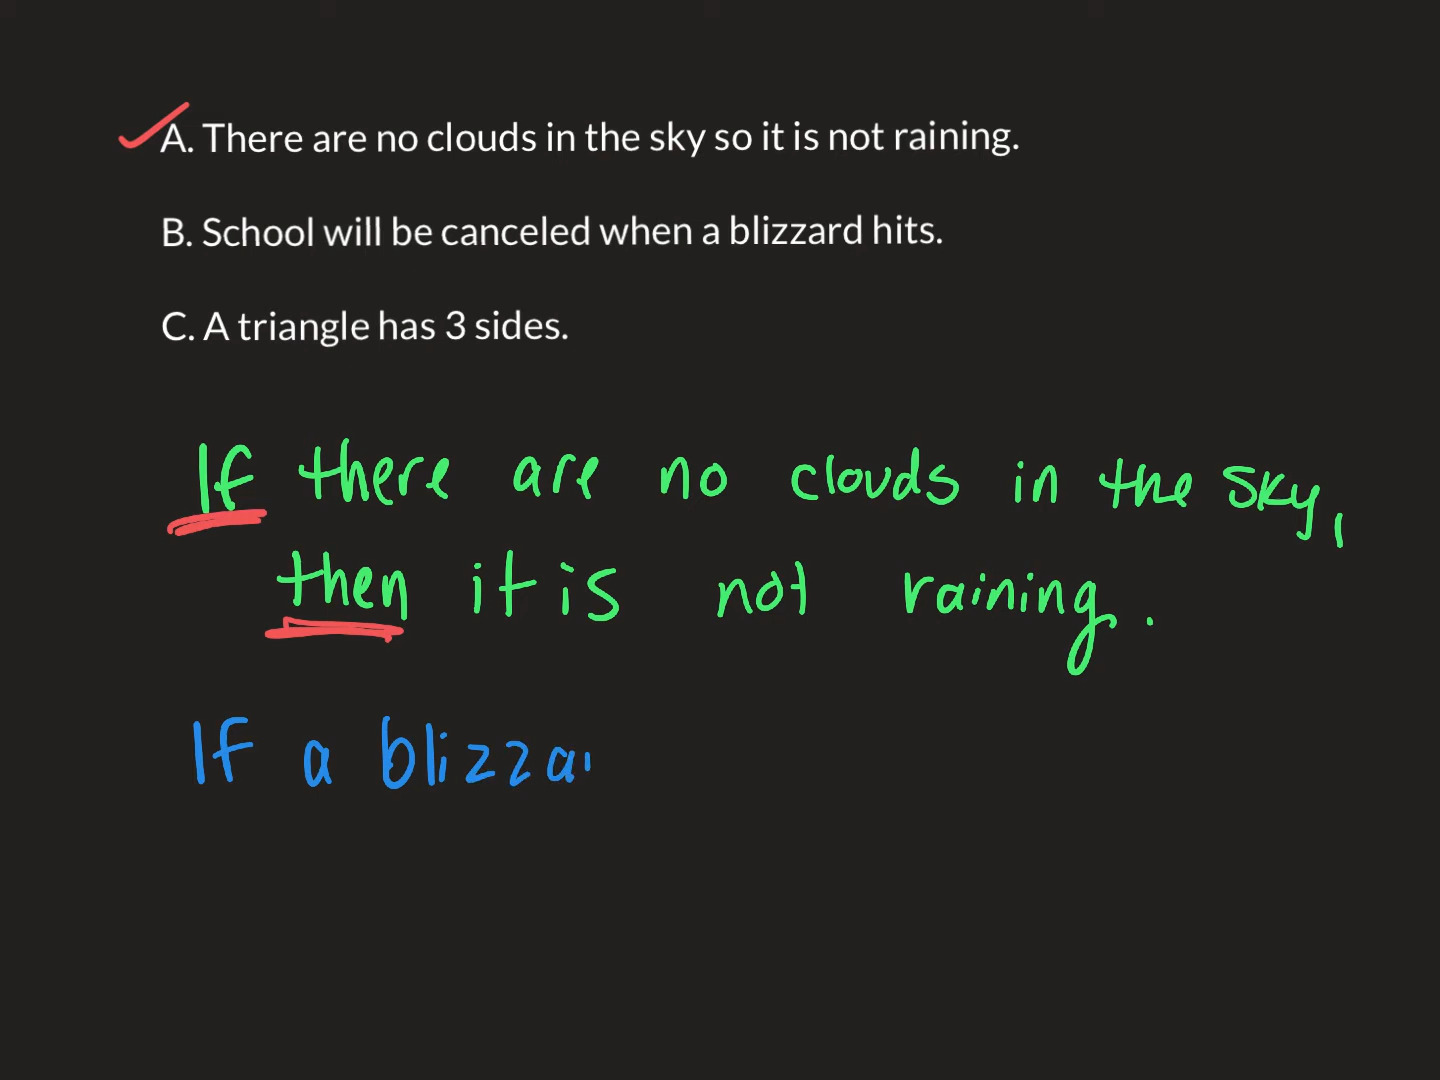 A. There are no clouds in the sky so it is not raining.
B. School will be canceled when a blizzard hits.
C. A triangle has 3 sides.
If there are no clouds in the sky,
then it is not raining.
If a blizza